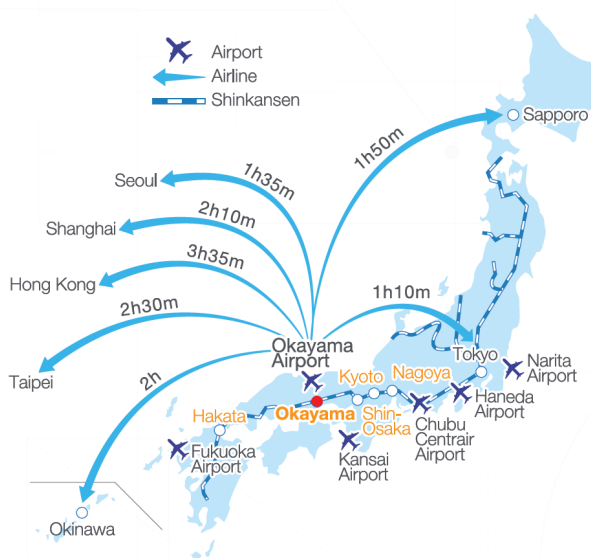 Airport
Airline
Shinkansen
Sapporo
1h50m
Seoul
1h35m
Shanghai
2h10m
Hong Kong
3h35m
2h30m
Taipei
2h
1h10m
Okayama
Airport
Tokyo
Narita
Airport
Haneda
Airport
Kyoto
Nagoya
Hakata
Okayama
Shin-
Osaka
Chubu
Centrair
Airport
Fukuoka
Airport
Kansai
Airport
Okinawa